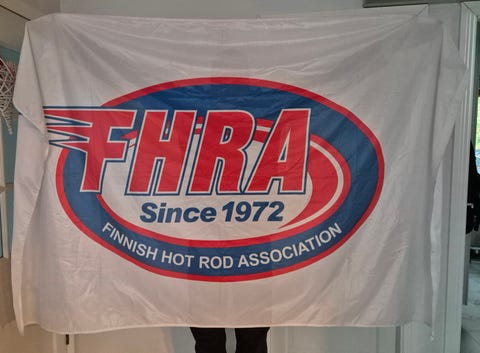 FHRA
Since 1972
FINNISH HOT ROD ASSOCIATION